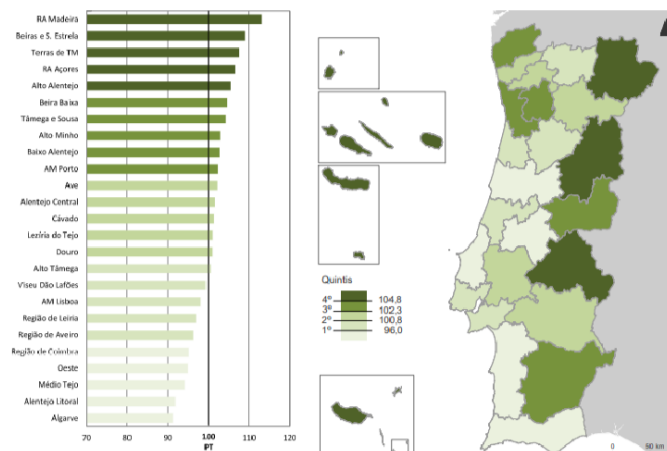 RA Madeira
Beiras e S. Estrela
Terras de TM
RA Açores
Alto Alentejo
Beira Baixa
Tâmega e Sousa
Alto Minho
Baixo Alentejo
AM Porto
Ave
Alentejo Central
Cávado
Lezíria do Tejo
Douro
Alto Tâmega
Viseu Dão Lafões
AM Lisboa
Região de Leiria
Região de Aveiro
Região de Coimbra
Oeste
Médio Tejo
Alentejo Litoral
Algarve
70 80 90 100 110 120
PT
Quintis
4º 104,8
3º 102,3
2º 100,8
1º 96,0
0 50 km